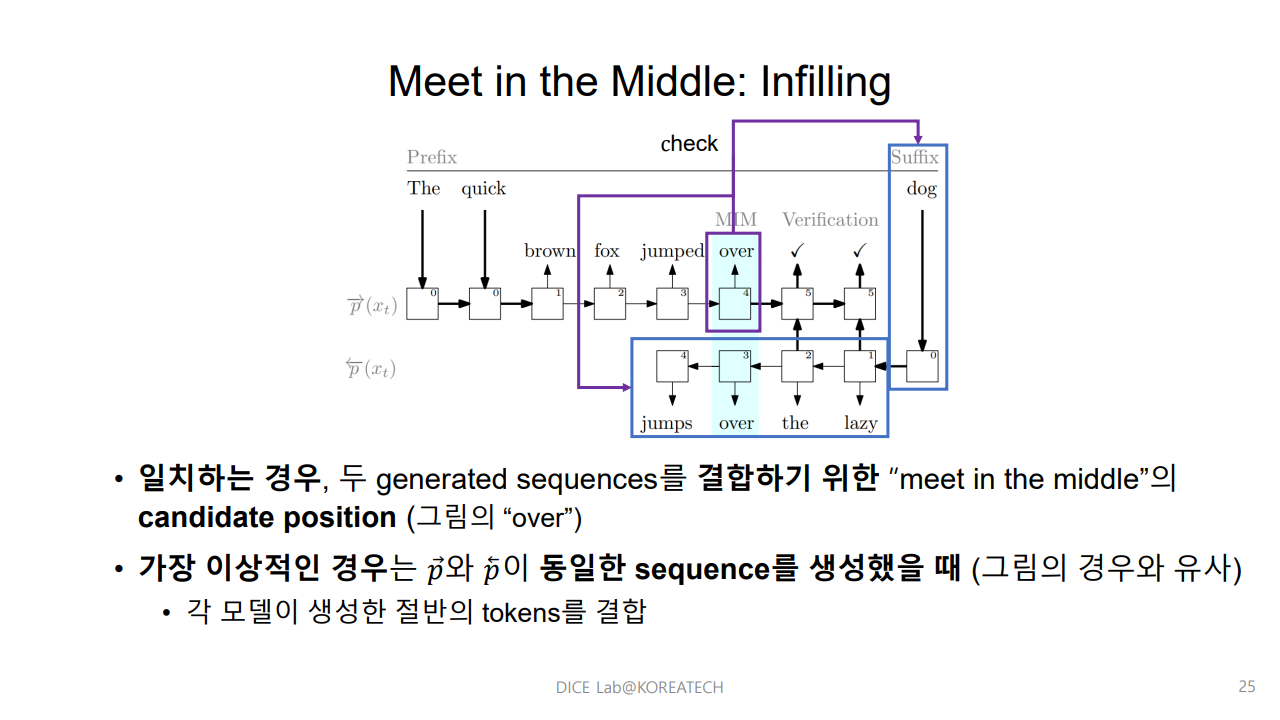 Meet in the Middle: Infilling
check
Prefix
Suffix
The quick
dog
MIM Verification
brown fox jumped over ✓ ✓
0 0 1 2 3 4 5 5
p⃗(xₜ)
4 3 2 1 0
p⃖(xₜ)
jumps over the lazy
• 일치하는 경우, 두 generated sequences를 결합하기 위한 “meet in the middle”의
candidate position (그림의 “over”)
• 가장 이상적인 경우는 p⃗와 p⃖이 동일한 sequence를 생성했을 때 (그림의 경우와 유사)
• 각 모델이 생성한 절반의 tokens를 결합
DICE Lab@KOREATECH
25